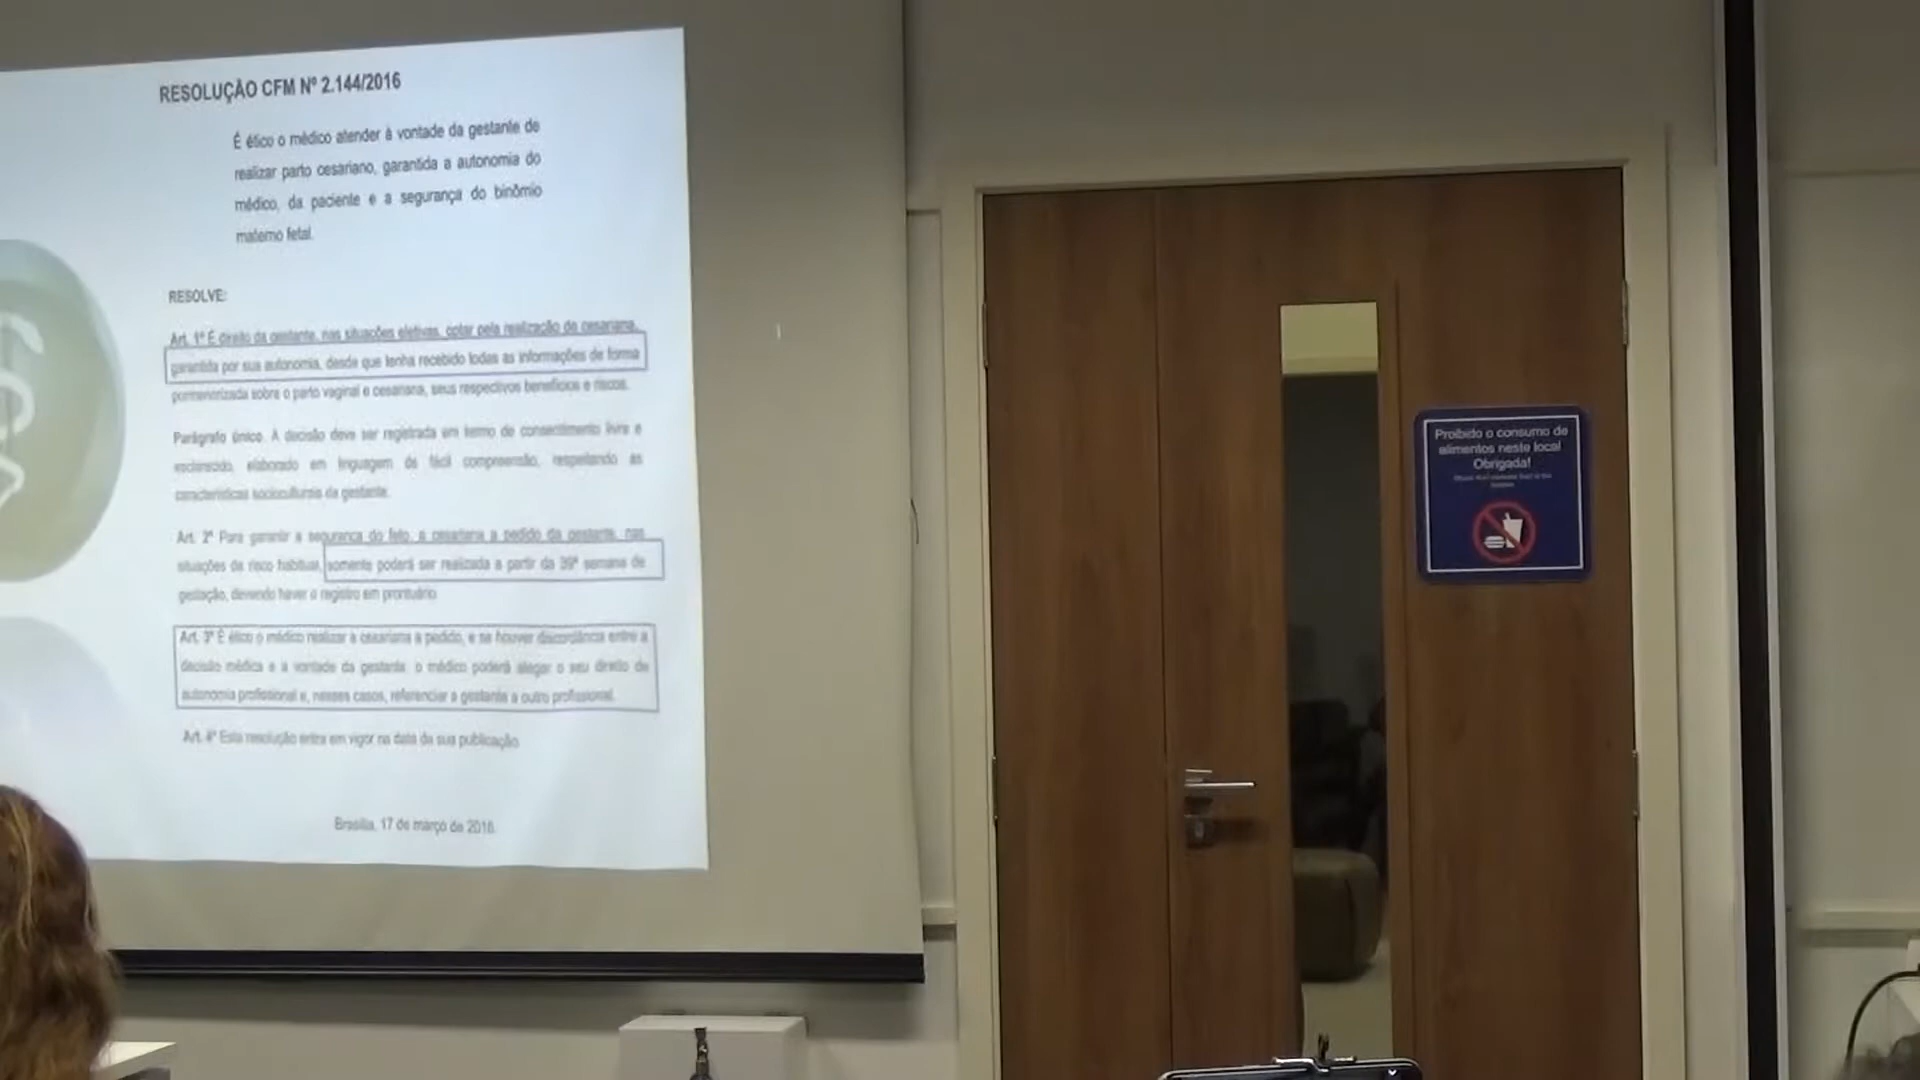 RESOLUÇÃO CFM Nº 2.144/2016
É ético o médico atender à vontade da gestante de
realizar parto cesariano, garantida a autonomia do
médico, da paciente e a segurança do binômio
materno fetal.
RESOLVE:
Art. 1º É direito da gestante, nas situações eletivas, optar pela realização de cesariana,
garantida por sua autonomia, desde que tenha recebido todas as informações de forma
pormenorizada sobre o parto vaginal e cesariana, seus respectivos benefícios e riscos.
Parágrafo único. A decisão deve ser registrada em termo de consentimento livre e
esclarecido, elaborado em linguagem de fácil compreensão, respeitando as
características socioculturais da gestante.
Art. 2º Para garantir a segurança do feto, a cesariana a pedido da gestante, nas
situações de risco habitual, somente poderá ser realizada a partir da 39ª semana de
gestação, devendo haver o registro em prontuário.
Art. 3º É ético o médico realizar a cesariana a pedido, e se houver discordância entre a
decisão médica e a vontade da gestante, o médico poderá alegar o seu direito de
autonomia profissional e, nesses casos, referenciar a gestante a outro profissional.
Art. 4º Esta resolução entra em vigor na data da sua publicação.
Brasília, 17 de março de 2016.
Proibido o consumo de
alimentos neste local
Obrigada!